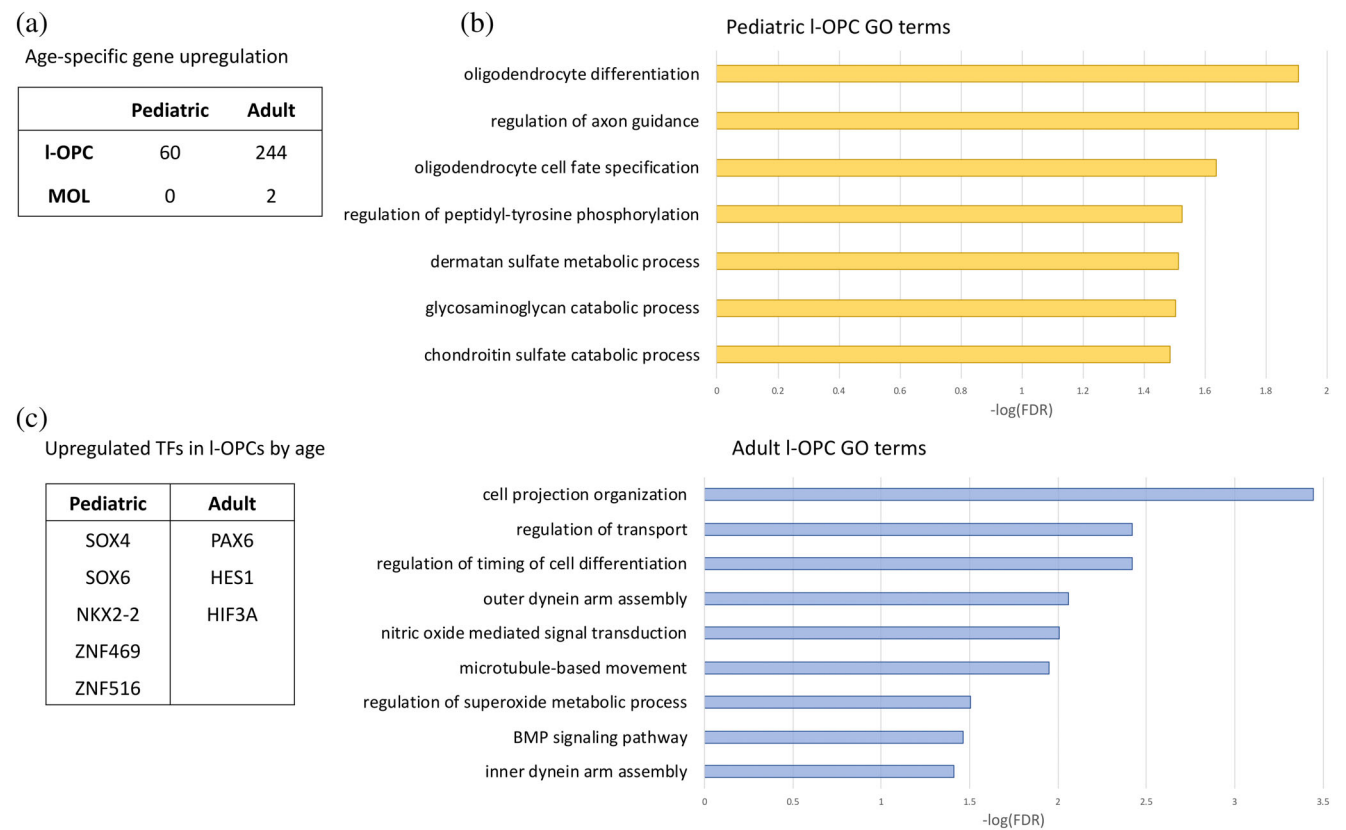 (a)
Age-specific gene upregulation
Pediatric Adult
l-OPC 60 244
MOL 0 2
(b)
Pediatric l-OPC GO terms
oligodendrocyte differentiation
regulation of axon guidance
oligodendrocyte cell fate specification
regulation of peptidyl-tyrosine phosphorylation
dermatan sulfate metabolic process
glycosaminoglycan catabolic process
chondroitin sulfate catabolic process
0 0.2 0.4 0.6 0.8 1 1.2 1.4 1.6 1.8 2
-log(FDR)
(c)
Upregulated TFs in l-OPCs by age
Pediatric Adult
SOX4 PAX6
SOX6 HES1
NKX2-2 HIF3A
ZNF469
ZNF516
Adult l-OPC GO terms
cell projection organization
regulation of transport
regulation of timing of cell differentiation
outer dynein arm assembly
nitric oxide mediated signal transduction
microtubule-based movement
regulation of superoxide metabolic process
BMP signaling pathway
inner dynein arm assembly
0 0.5 1 1.5 2 2.5 3 3.5
-log(FDR)